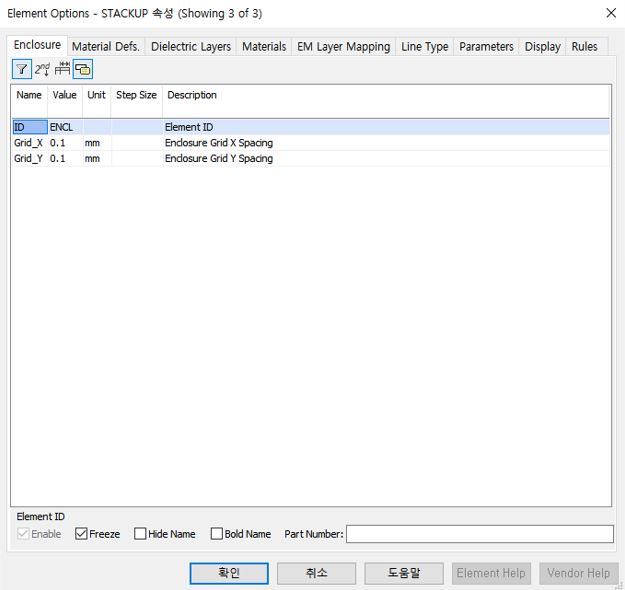 Element Options - STACKUP 속성 (Showing 3 of 3)
Enclosure Material Defs. Dielectric Layers Materials EM Layer Mapping Line Type Parameters Display Rules
2nd
Name Value Unit Step Size Description
ID ENCL Element ID
Grid_X 0.1 mm Enclosure Grid X Spacing
Grid_Y 0.1 mm Enclosure Grid Y Spacing
Element ID
Enable Freeze Hide Name Bold Name Part Number:
확인 취소 도움말 Element Help Vendor Help